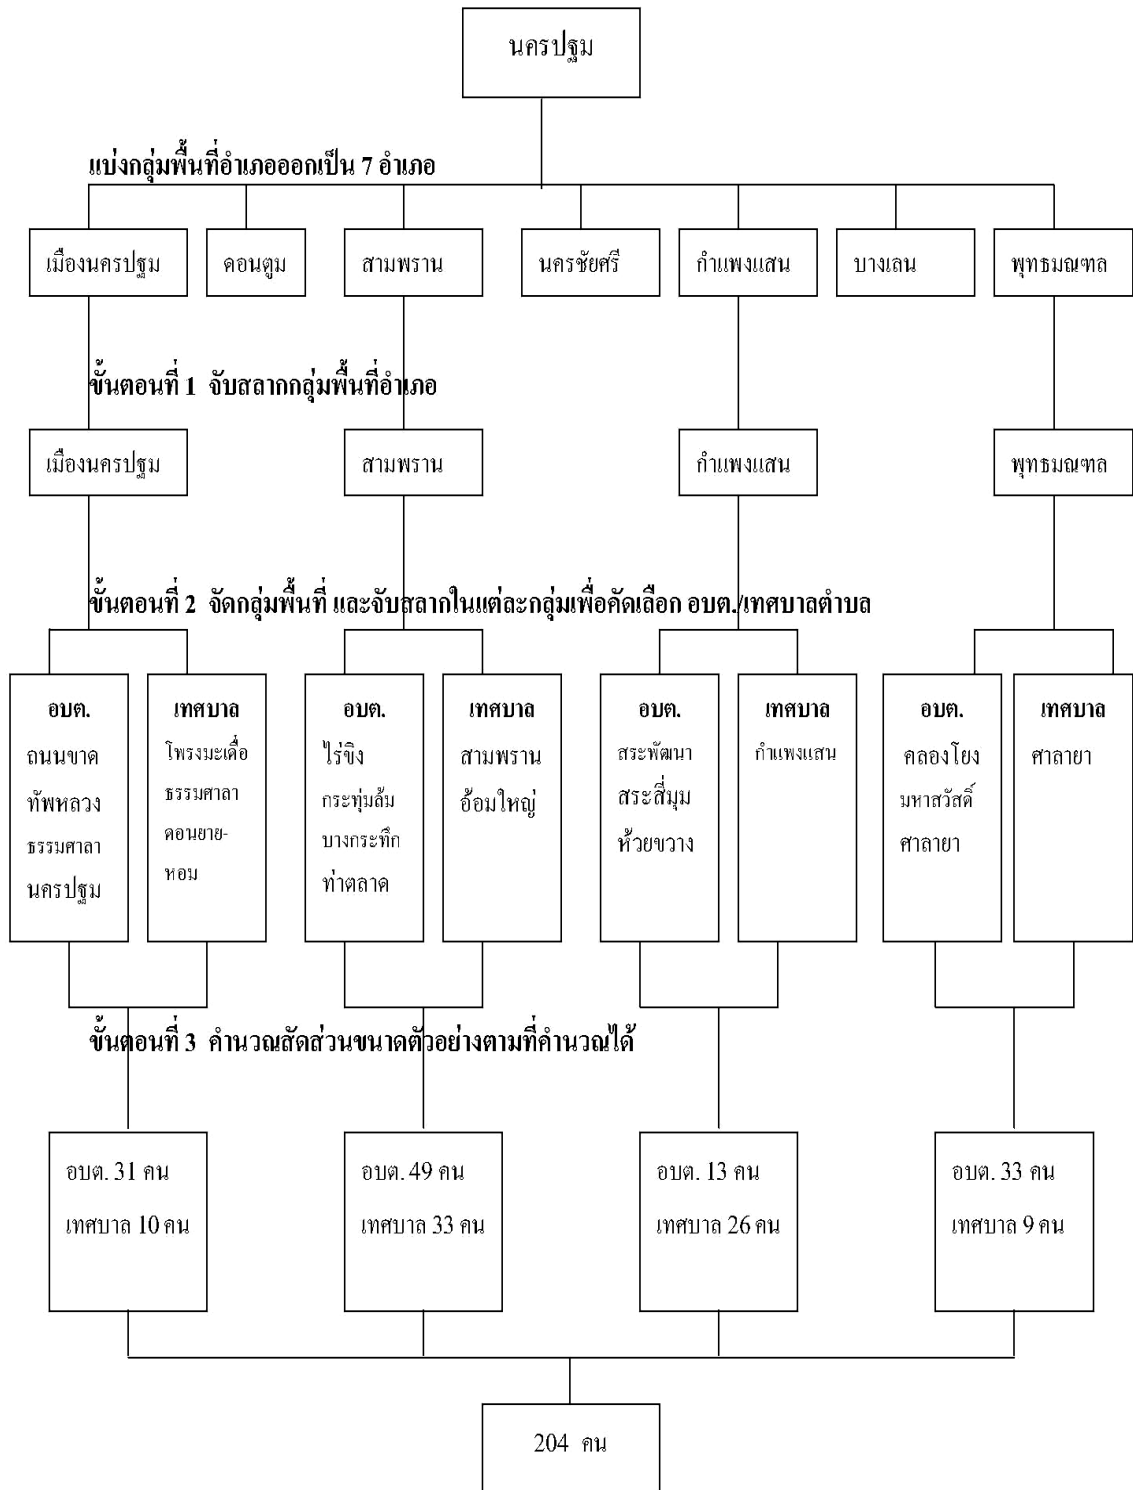 นครปฐม
แบ่งกลุ่มพื้นที่อำเภอออกเป็น 7 อำเภอ
เมืองนครปฐม
ดอนตูม
สามพราน
นครชัยศรี
กำแพงแสน
บางเลน
พุทธมณฑล
ขั้นตอนที่ 1 จับสลากกลุ่มพื้นที่อำเภอ
เมืองนครปฐม
สามพราน
กำแพงแสน
พุทธมณฑล
ขั้นตอนที่ 2 จัดกลุ่มพื้นที่ และจับสลากในแต่ละกลุ่มเพื่อคัดเลือก อบต./เทศบาลตำบล
อบต.
ถนนขาด
ทัพหลวง
ธรรมศาลา
นครปฐม
เทศบาล
โพรงมะเดื่อ
ธรรมศาลา
ดอนยาย-
หอม
อบต.
ไร่ขิง
กระทุ่มล้ม
บางกระทึก
ท่าตลาด
เทศบาล
สามพราน
อ้อมใหญ่
อบต.
สระพัฒนา
สระสี่มุม
ห้วยขวาง
เทศบาล
กำแพงแสน
อบต.
คลองโยง
มหาสวัสดิ์
ศาลายา
เทศบาล
ศาลายา
ขั้นตอนที่ 3 คำนวณสัดส่วนขนาดตัวอย่างตามที่คำนวณได้
อบต. 31 คน
เทศบาล 10 คน
อบต. 49 คน
เทศบาล 33 คน
อบต. 13 คน
เทศบาล 26 คน
อบต. 33 คน
เทศบาล 9 คน
204 คน